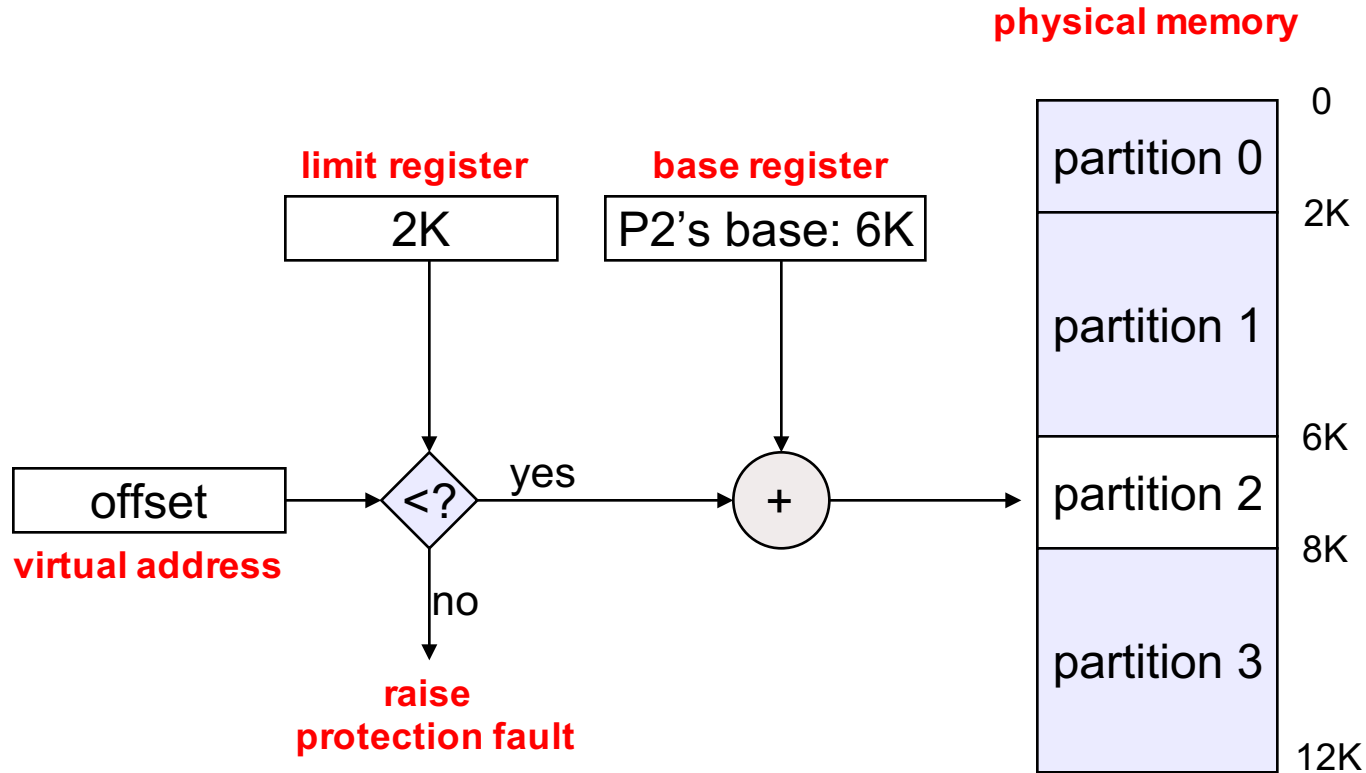 physical memory
0
partition 0
limit register
base register
2K
P2’s base: 6K
2K
partition 1
6K
yes
offset
<?
+
partition 2
virtual address
8K
no
partition 3
raise
protection fault
12K